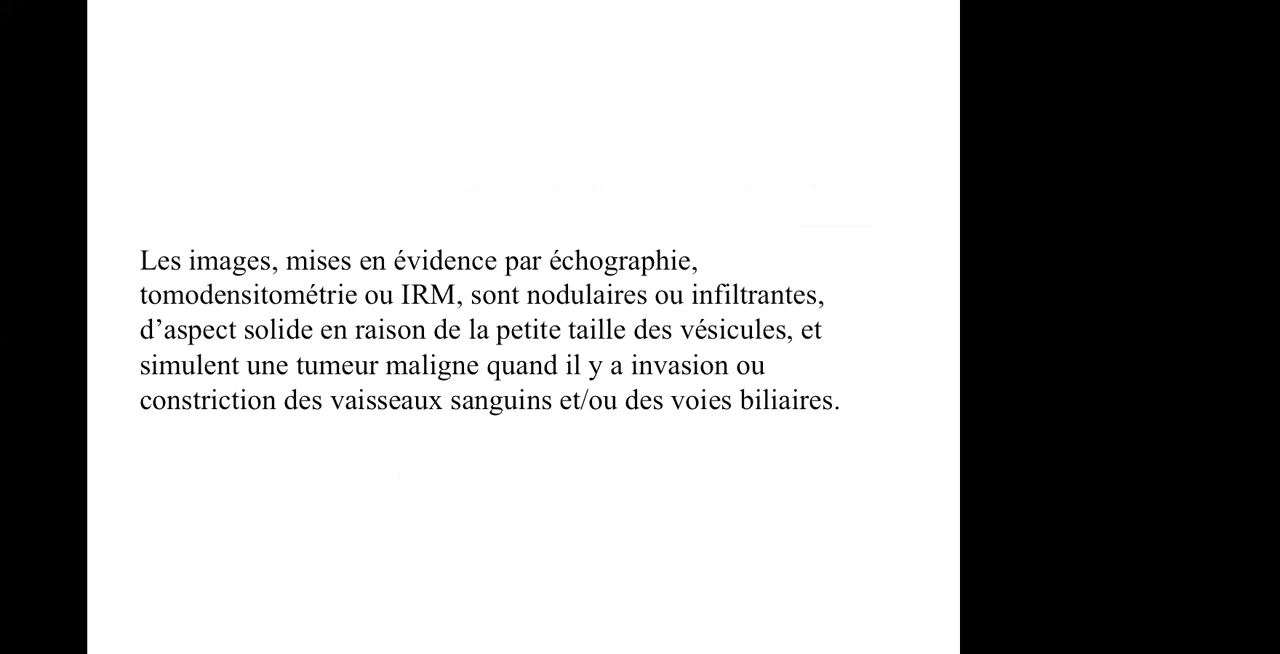 Les images, mises en évidence par échographie,
tomodensitométrie ou IRM, sont nodulaires ou infiltrantes,
d’aspect solide en raison de la petite taille des vésicules, et
simulent une tumeur maligne quand il y a invasion ou
constriction des vaisseaux sanguins et/ou des voies biliaires.